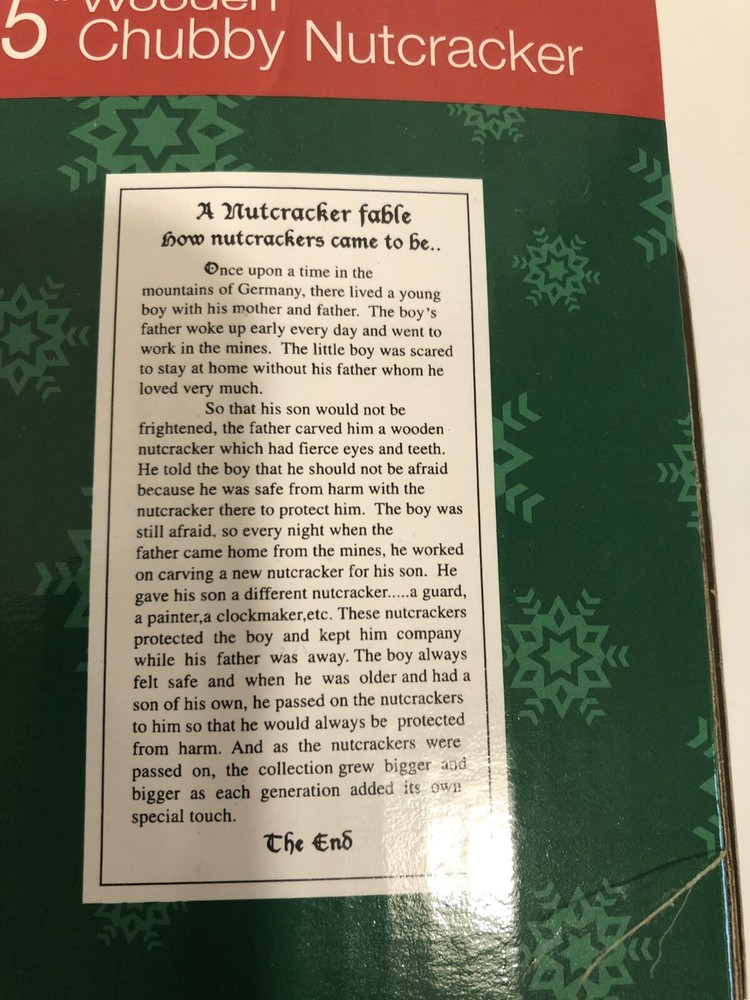 5" Wooden
Chubby Nutcracker
A Nutcracker fable
how nutcrackers came to be..
Once upon a time in the
mountains of Germany, there lived a young
boy with his mother and father. The boy's
father woke up early every day and went to
work in the mines. The little boy was scared
to stay at home without his father whom he
loved very much.
So that his son would not be
frightened, the father carved him a wooden
nutcracker which had fierce eyes and teeth.
He told the boy that he should not be afraid
because he was safe from harm with the
nutcracker there to protect him. The boy was
still afraid, so every night when the
father came home from the mines, he worked
on carving a new nutcracker for his son. He
gave his son a different nutcracker.....a guard,
a painter,a clockmaker,etc. These nutcrackers
protected the boy and kept him company
while his father was away. The boy always
felt safe and when he was older and had a
son of his own, he passed on the nutcrackers
to him so that he would always be protected
from harm. And as the nutcrackers were
passed on, the collection grew bigger and
bigger as each generation added its own
special touch.
The End